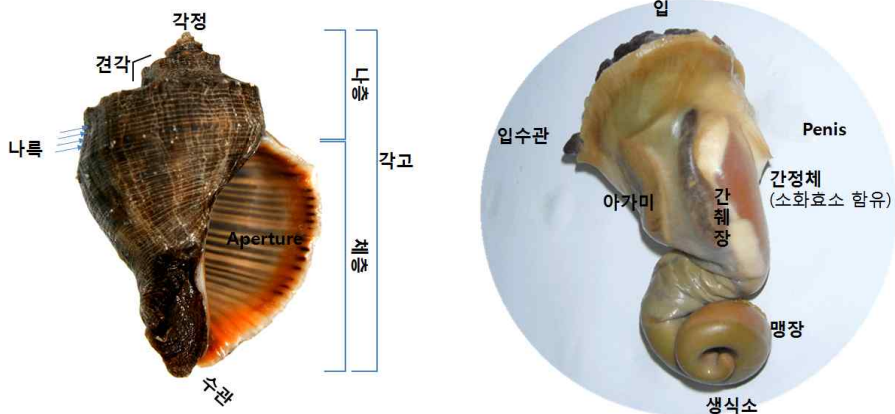 각정
견각
나륵
나층
각고
체층
Aperture
수관
입
입수관
Penis
아가미
간췌장
간정체
(소화효소 함유)
맹장
생식소